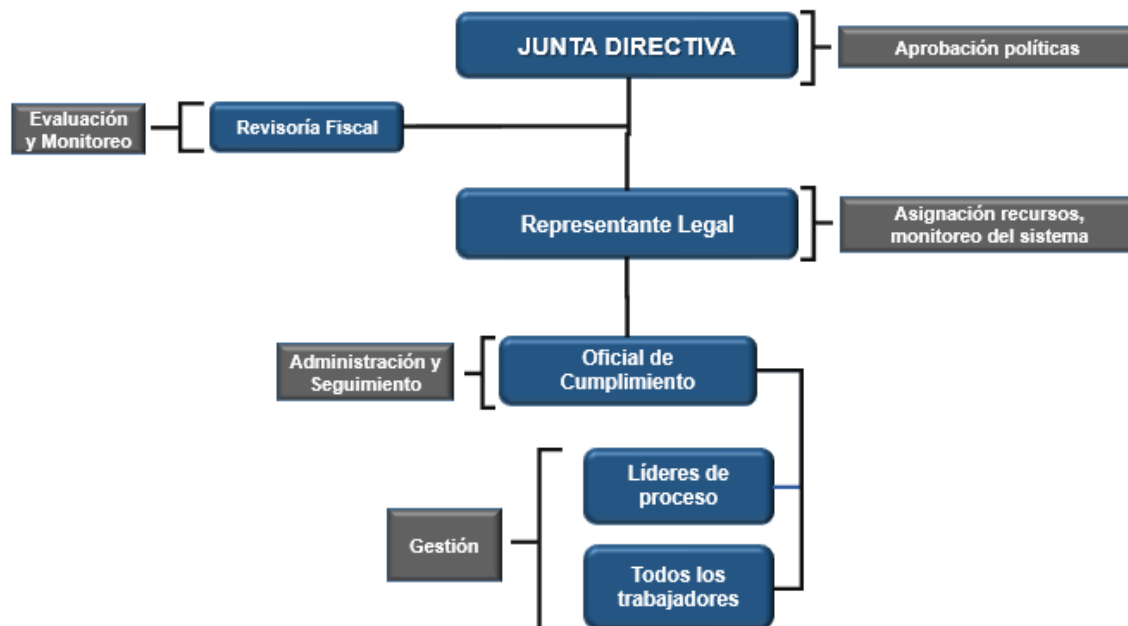 JUNTA DIRECTIVA
Aprobación políticas
Evaluación
y Monitoreo
Revisoría Fiscal
Representante Legal
Asignación recursos,
monitoreo del sistema
Administración y
Seguimiento
Oficial de
Cumplimiento
Líderes de
proceso
Gestión
Todos los
trabajadores